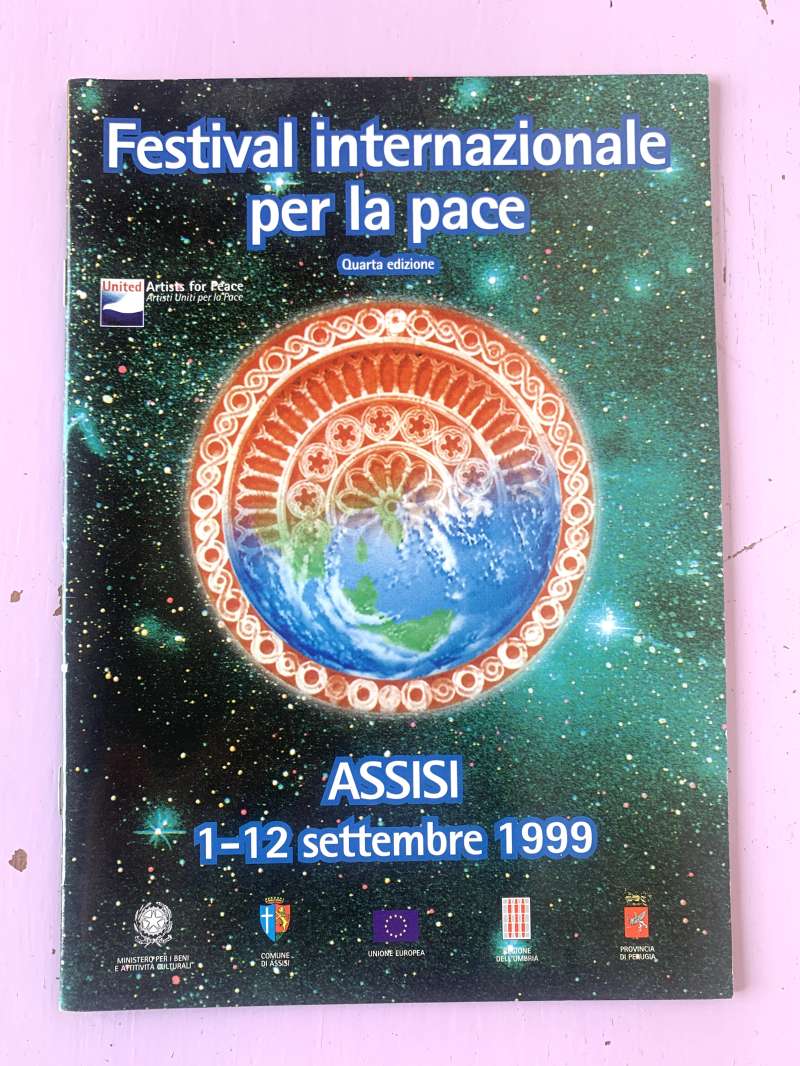 Festival internazionale
per la pace
Quarta edizione
United Artists for Peace
Artisti Uniti per la Pace
ASSISI
1-12 settembre 1999
MINISTERO PER I BENI
E ATTITIVITÀ CULTURALI
COMUNE
DI ASSISI
UNIONE EUROPEA
REGIONE
DELL'UMBRIA
PROVINCIA
DI PERUGIA